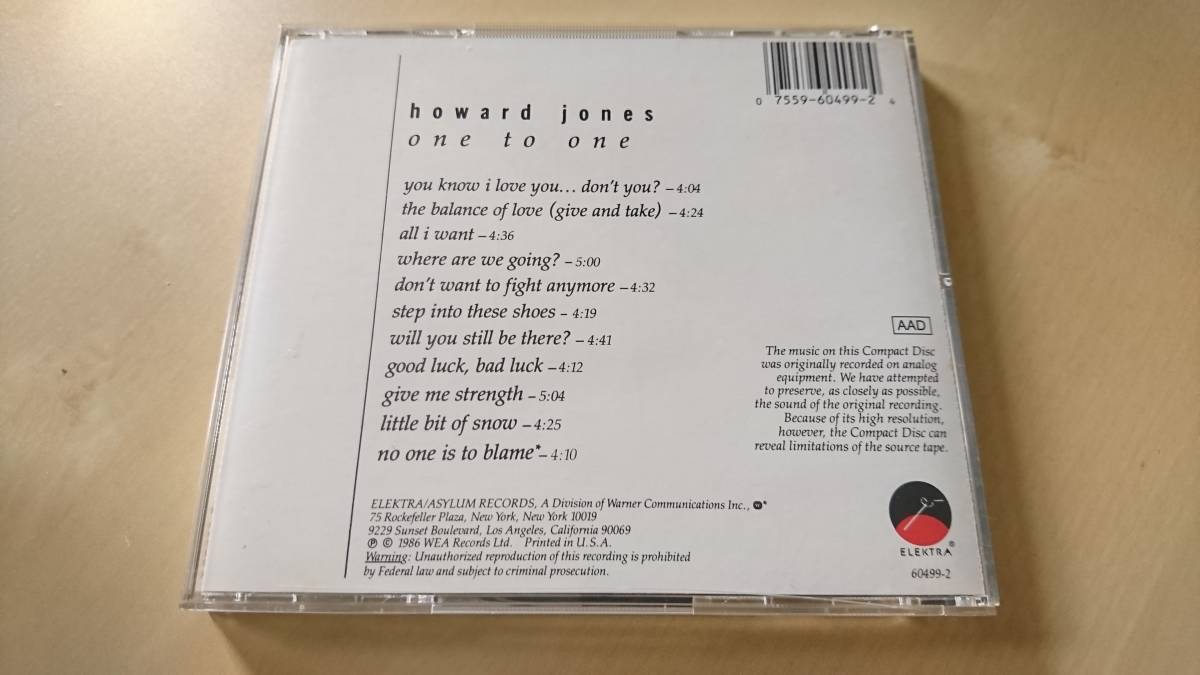 0 7559-60499-2 4
howard jones
one to one
you know i love you... don't you? – 4:04
the balance of love (give and take) – 4:24
all i want – 4:36
where are we going? – 5:00
don't want to fight anymore – 4:32
step into these shoes – 4:19
will you still be there? – 4:41
good luck, bad luck – 4:12
give me strength – 5:04
little bit of snow – 4:25
no one is to blame* – 4:10
AAD
The music on this Compact Disc
was originally recorded on analog
equipment. We have attempted
to preserve, as closely as possible,
the sound of the original recording.
Because of its high resolution,
however, the Compact Disc can
reveal limitations of the source tape.
ELEKTRA/ASYLUM RECORDS, A Division of Warner Communications Inc.,
75 Rockefeller Plaza, New York, New York 10019
9229 Sunset Boulevard, Los Angeles, California 90069
℗ © 1986 WEA Records Ltd. Printed in U.S.A.
Warning: Unauthorized reproduction of this recording is prohibited
by Federal law and subject to criminal prosecution.
ELEKTRA®
60499-2